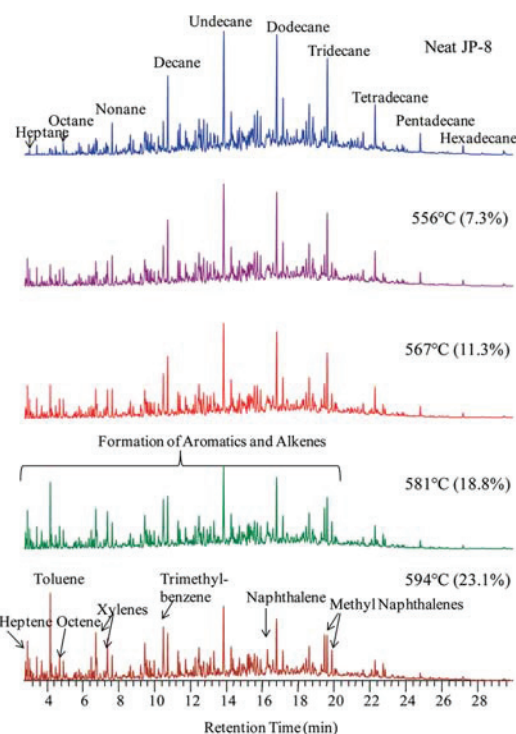 Undecane
Dodecane
Neat JP-8
Tridecane
Decane
Tetradecane
Nonane
Octane
Pentadecane
Heptane
Hexadecane
556°C (7.3%)
567°C (11.3%)
Formation of Aromatics and Alkenes
581°C (18.8%)
594°C (23.1%)
Toluene
Trimethyl-
benzene
Naphthalene
Methyl Naphthalenes
Heptene
Octene
Xylenes
4 6 8 10 12 14 16 18 20 22 24 26 28
Retention Time (min)